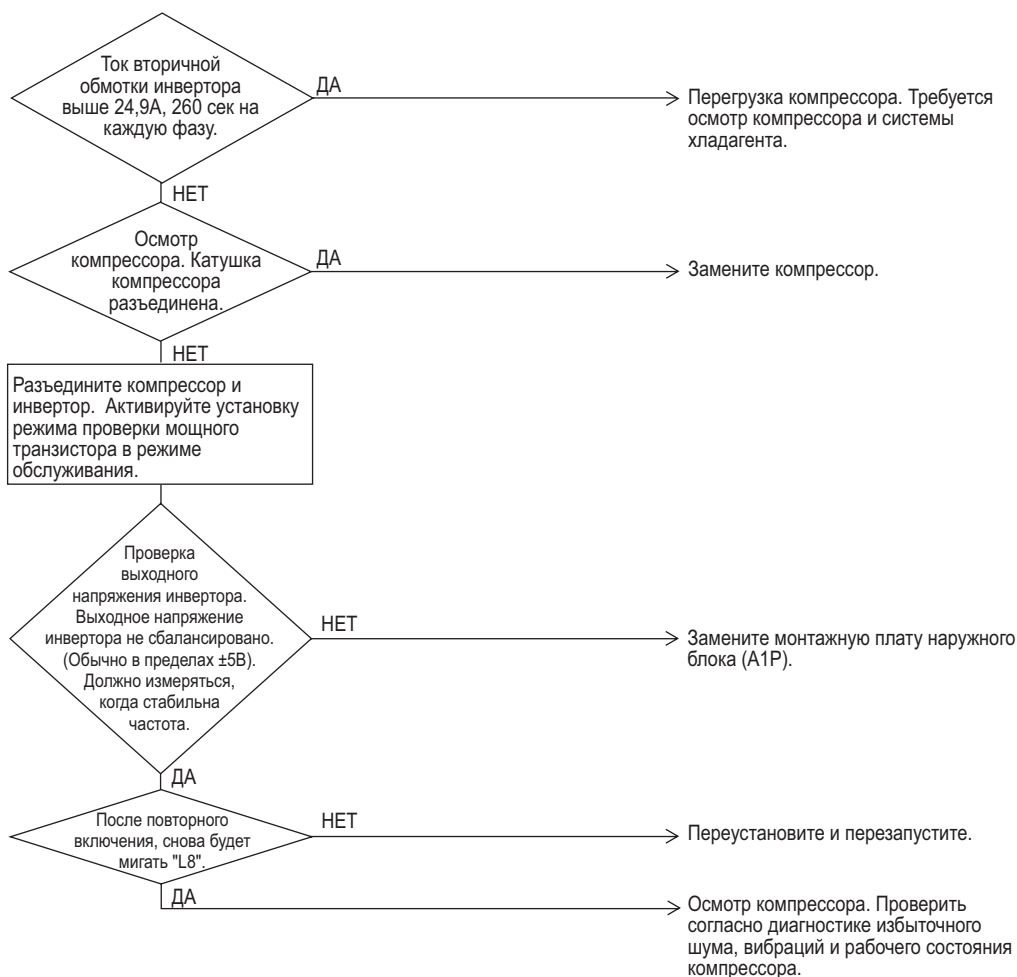 Ток вторичной
обмотки инвертора
выше 24,9А, 260 сек на
каждую фазу.
ДА
Перегрузка компрессора. Требуется
осмотр компрессора и системы
хладагента.
НЕТ
Осмотр
компрессора. Катушка
компрессора
разъединена.
ДА
Замените компрессор.
НЕТ
Разъедините компрессор и
инвертор. Активируйте установку
режима проверки мощного
транзистора в режиме
обслуживания.
Проверка
выходного
напряжения инвертора.
Выходное напряжение
инвертора не сбалансировано.
(Обычно в пределах ±5В).
Должно измеряться,
когда стабильна
частота.
НЕТ
Замените монтажную плату наружного
блока (A1P).
ДА
После повторного
включения, снова будет
мигать "L8".
НЕТ
Переустановите и перезапустите.
ДА
Осмотр компрессора. Проверить
согласно диагностике избыточного
шума, вибраций и рабочего состояния
компрессора.